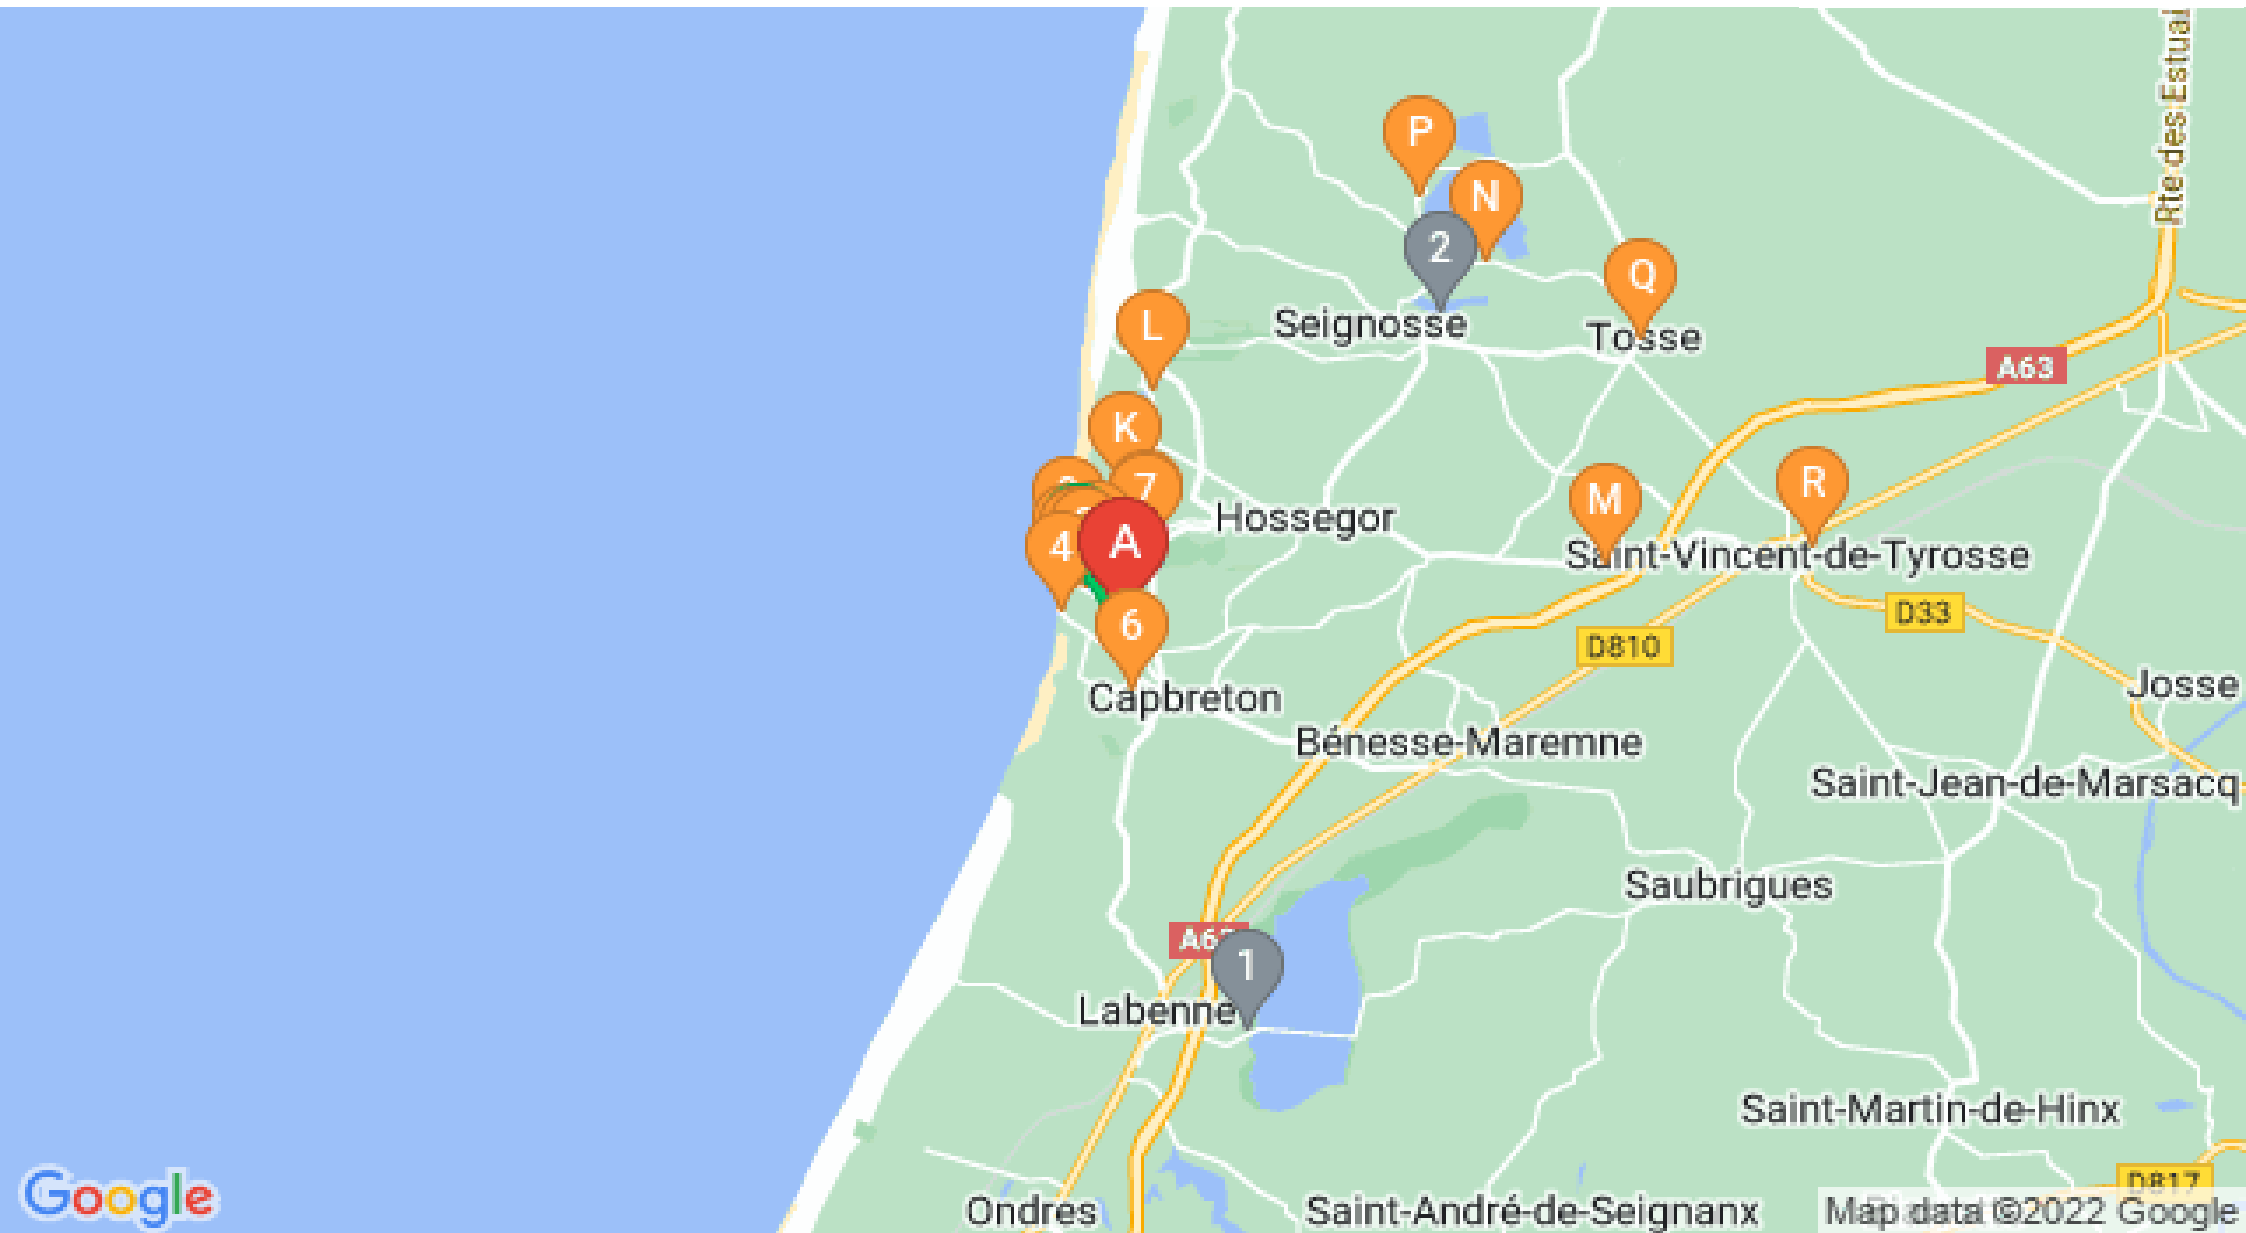 Rte des Estuai
P
N
2
Q
L
Seignosse
Tosse
A63
K
7
R
M
Hossegor
A
4
Saint-Vincent-de-Tyrosse
D33
6
D810
Josse
Capbreton
Bénesse-Maremne
Saint-Jean-de-Marsacq
Saubrigues
1
Labenne
Saint-Martin-de-Hinx
D817
Google
Ondres
Saint-André-de-Seignanx
Map data ©2022 Google